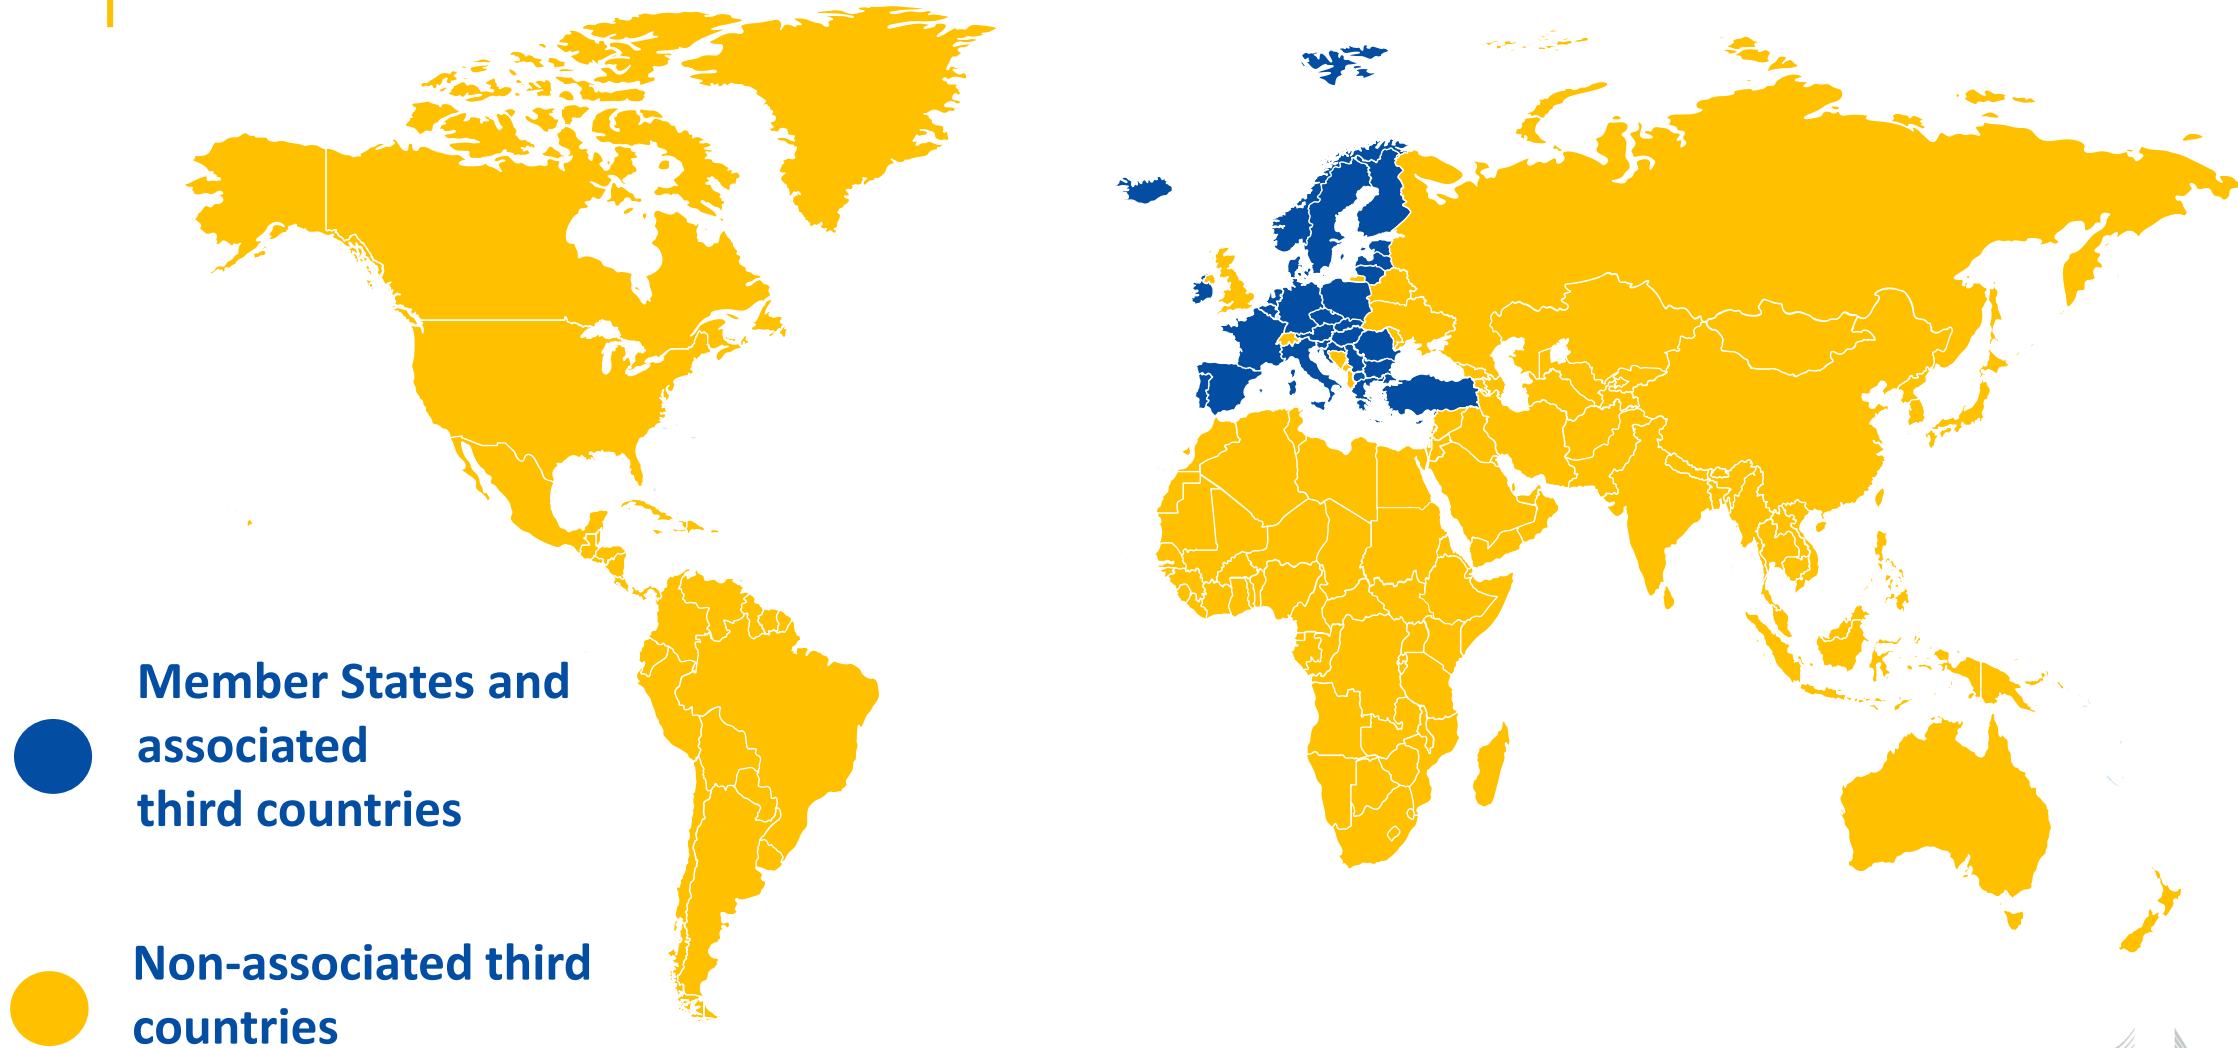 Member States and
associated
third countries
Non-associated third
countries